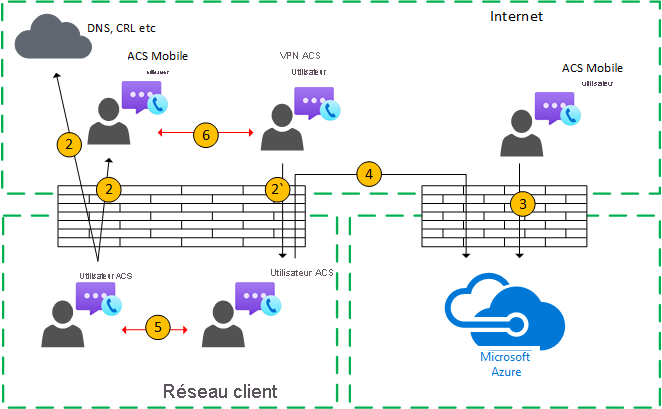 DNS, CRL etc
Internet
ACS Mobile
utilisateur
VPN ACS
Utilisateur
ACS Mobile
utilisateur
6
2
4
2
2`
3
Utilisateur ACS
Utilisateur ACS
5
Microsoft
Azure
Réseau client